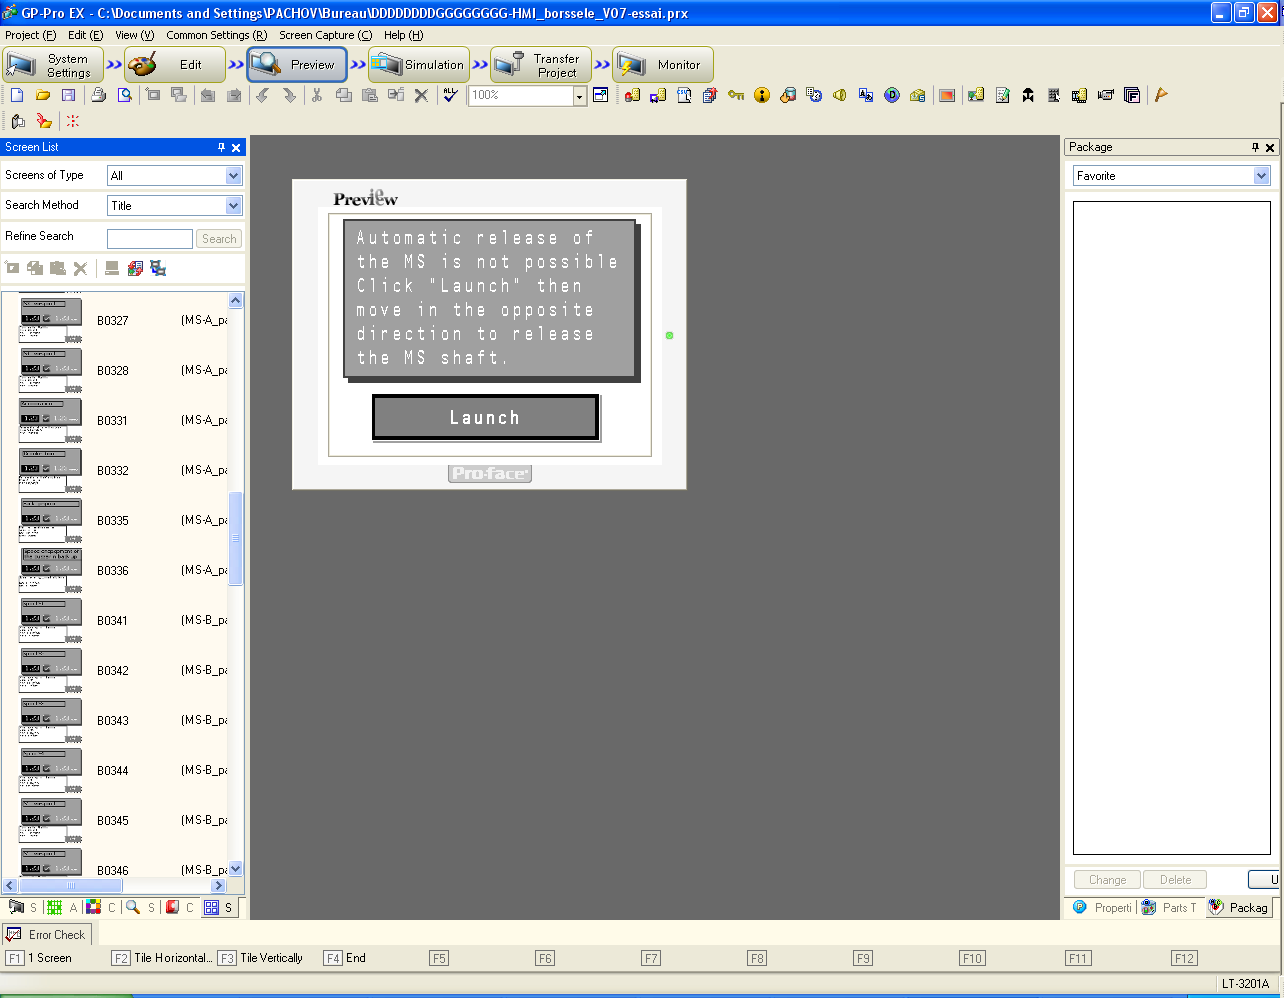 GP-Pro EX - C:\Documents and Settings\PACHOV\Bureau\DDDDDDDDGGGGGGGG-HMI_borssele_V07-essai.prx
Project (F) Edit (E) View (V) Common Settings (R) Screen Capture (C) Help (H)
System Settings Edit Preview Simulation Transfer Project Monitor
100%
Screen List
Package
Screens of Type All
Favorite
Search Method Title
Refine Search Search
Preview
Automatic release of
the MS is not possible
Click "Launch" then
move in the opposite
direction to release
the MS shaft.
Launch
Pro-face
B0327 (MS-A_pa
B0328 (MS-A_pa
B0331 (MS-A_pa
B0332 (MS-A_pa
B0335 (MS-A_pa
B0336 (MS-A_pa
B0341 (MS-B_pa
B0342 (MS-B_pa
B0343 (MS-B_pa
B0344 (MS-B_pa
B0345 (MS-B_pa
B0346 (MS-B_pa
Change Delete U
S A C S C S
Properti Parts T Packag
Error Check
F1 1 Screen F2 Tile Horizontal... F3 Tile Vertically F4 End F5 F6 F7 F8 F9 F10 F11 F12
LT-3201A